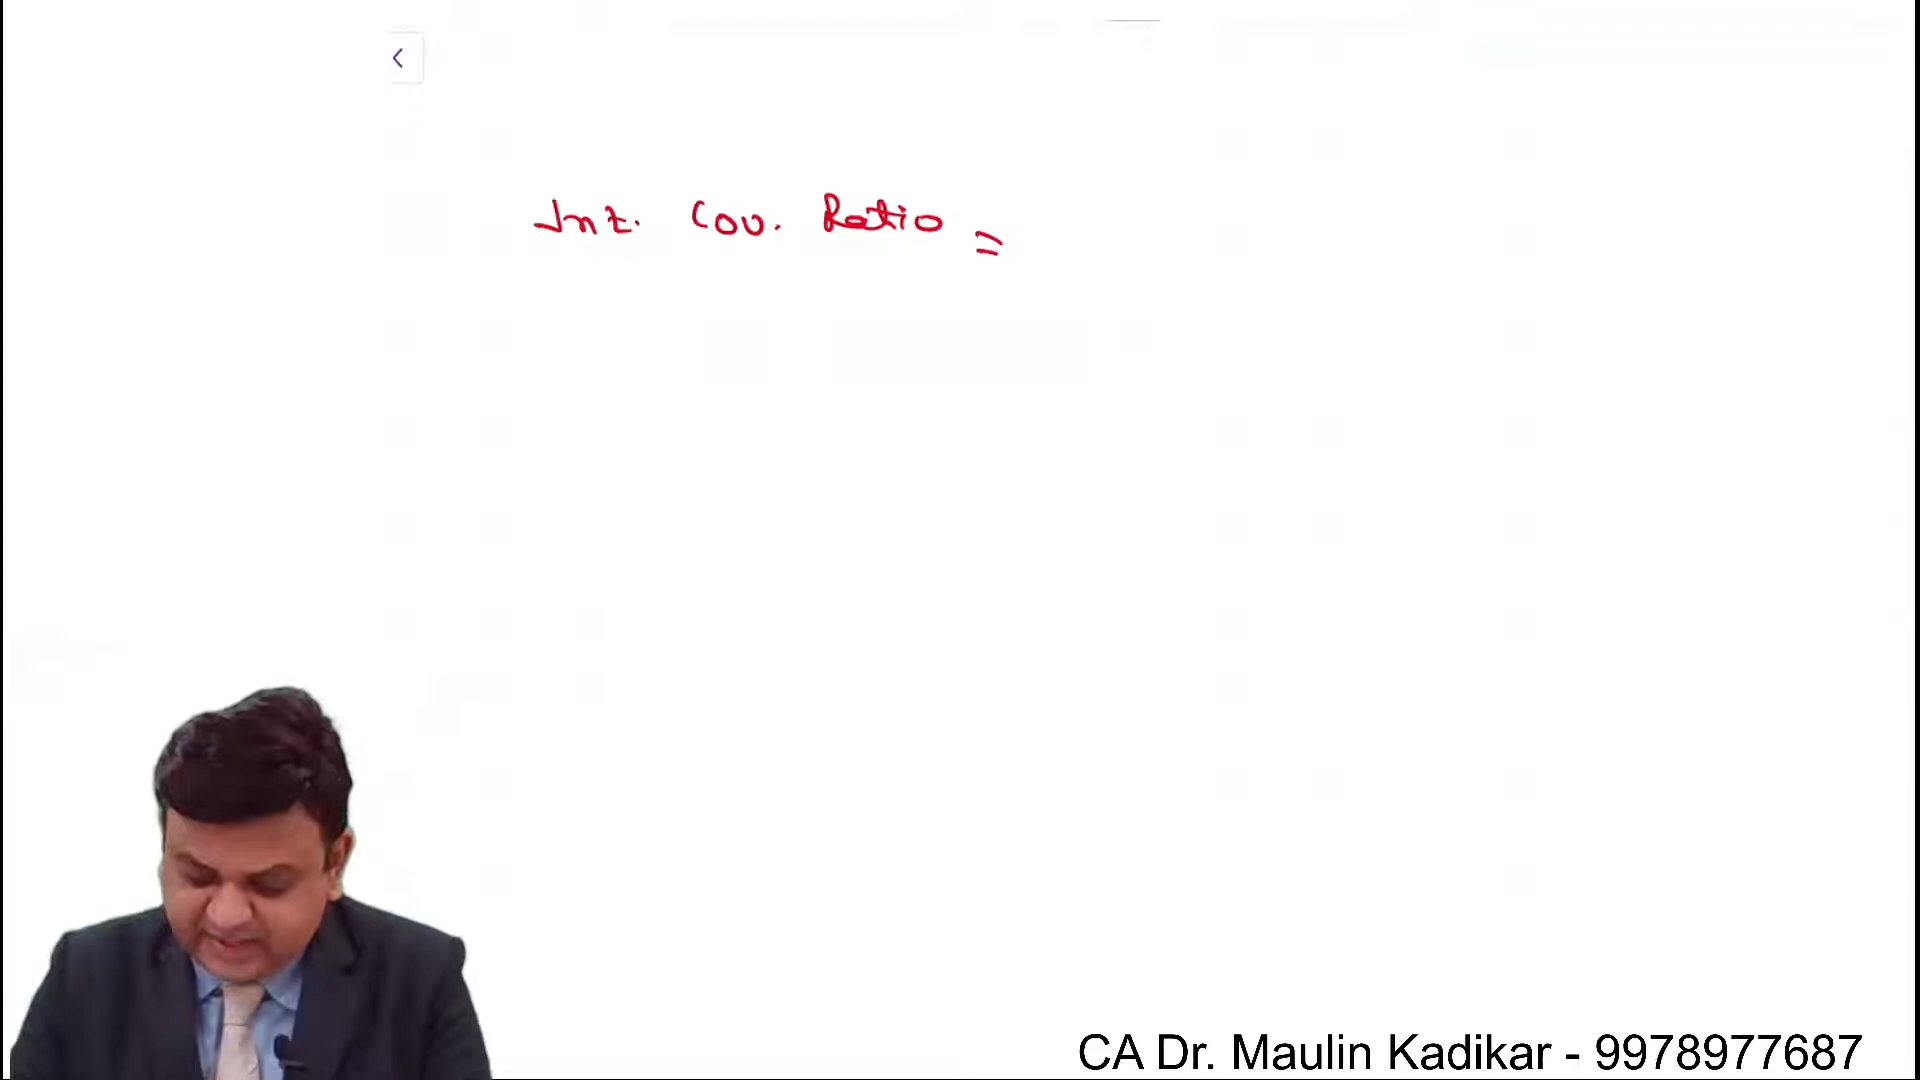 Int. Cov. Ratio =
CA Dr. Maulin Kadikar - 9978977687